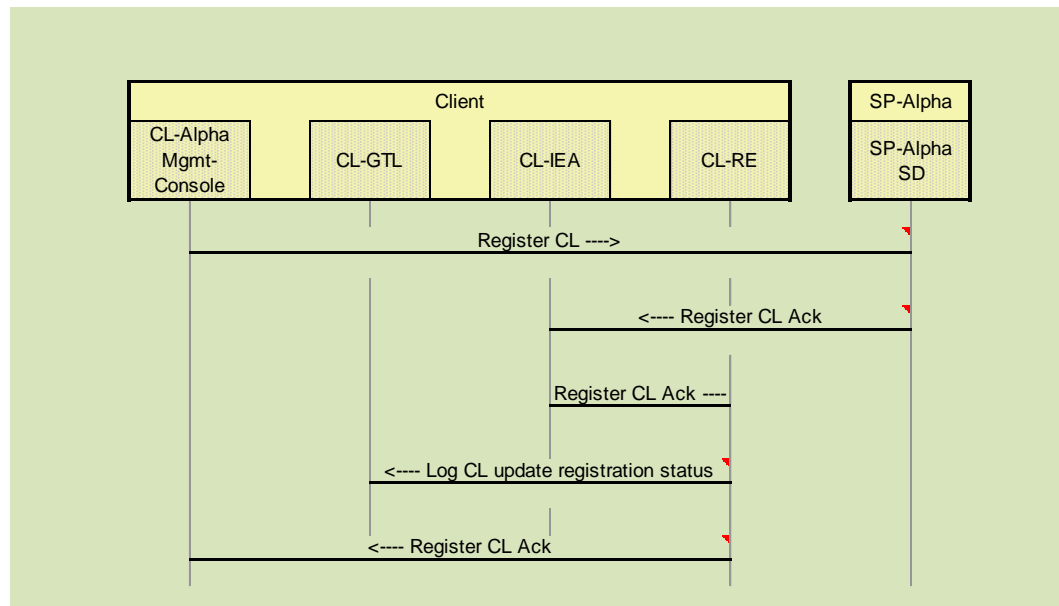 Client
SP-Alpha
CL-Alpha
Mgmt-
Console
CL-GTL
CL-IEA
CL-RE
SP-Alpha
SD
Register CL ---->
<---- Register CL Ack
Register CL Ack ----
<---- Log CL update registration status
<---- Register CL Ack